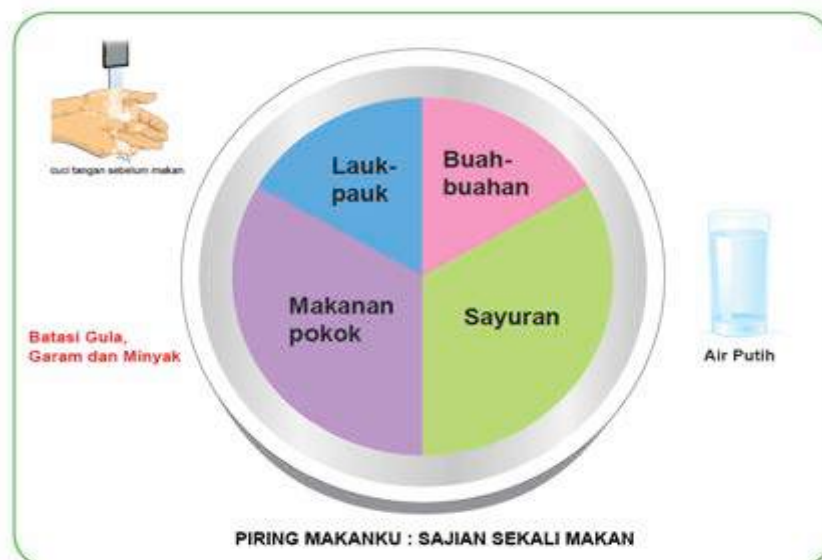 cuci tangan sebelum makan
Lauk-
pauk
Buah-
buahan
Makanan
pokok
Sayuran
Batasi Gula,
Garam dan Minyak
Air Putih
PIRING MAKANKU : SAJIAN SEKALI MAKAN